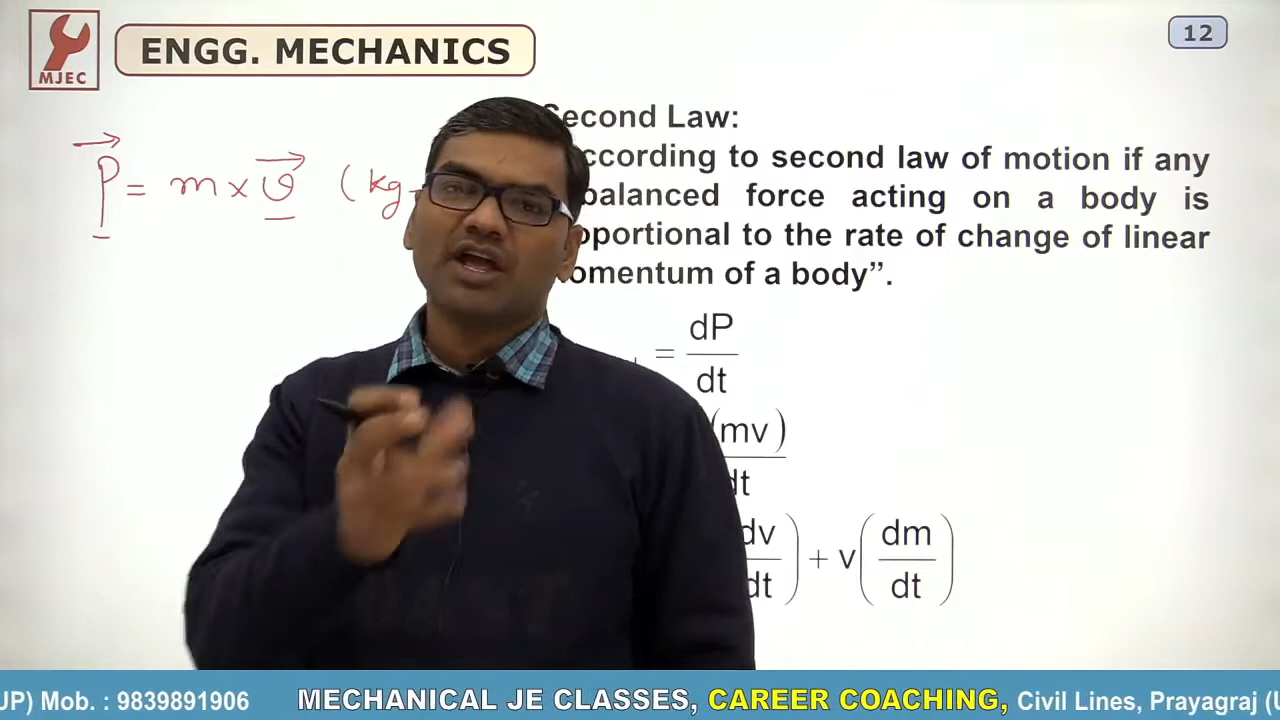 MJEC
ENGG. MECHANICS
12
P = m × v (kg-
Second Law:
ccording to second law of motion if any
balanced force acting on a body is
oportional to the rate of change of linear
momentum of a body”.
= dP
dt
(mv)
dt
dv
dt
) + v(
dm
dt
)
UP) Mob. : 9839891906 MECHANICAL JE CLASSES, CAREER COACHING, Civil Lines, Prayagraj (U